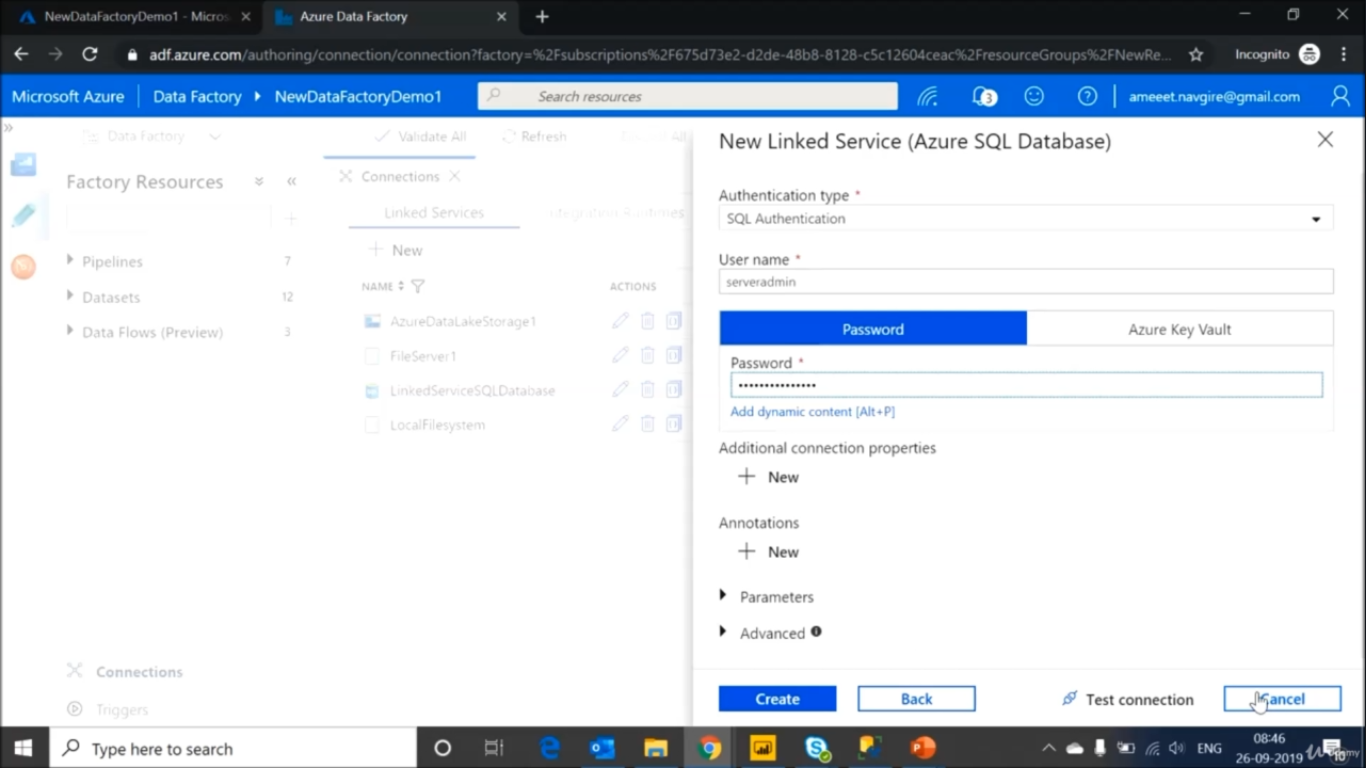 NewDataFactoryDemo1 - Micros
Azure Data Factory
adf.azure.com/authoring/connection/connection?factory=%2Fsubscriptions%2F675d73e2-d2de-48b8-8128-c5c12604ceac%2FresourceGroups%2FNewRe...
Incognito
Microsoft Azure
Data Factory
NewDataFactoryDemo1
Search resources
3
ameeet.navgire@gmail.com
Data Factory
Validate All
Refresh
New Linked Service (Azure SQL Database)
Factory Resources
Connections
Authentication type *
SQL Authentication
Linked Services
Integration Runtimes
New
User name *
serveradmin
Pipelines 7
Datasets 12
Data Flows (Preview) 3
NAME
ACTIONS
AzureDataLakeStorage1
FileServer1
LinkedServiceSQLDatabase
LocalFilesystem
Password
Azure Key Vault
Password *
•••••••••••••••
Add dynamic content [Alt+P]
Additional connection properties
New
Annotations
New
Parameters
Advanced
Connections
Triggers
Create
Back
Test connection
Cancel
Type here to search
ENG
08:46
26-09-2019
10